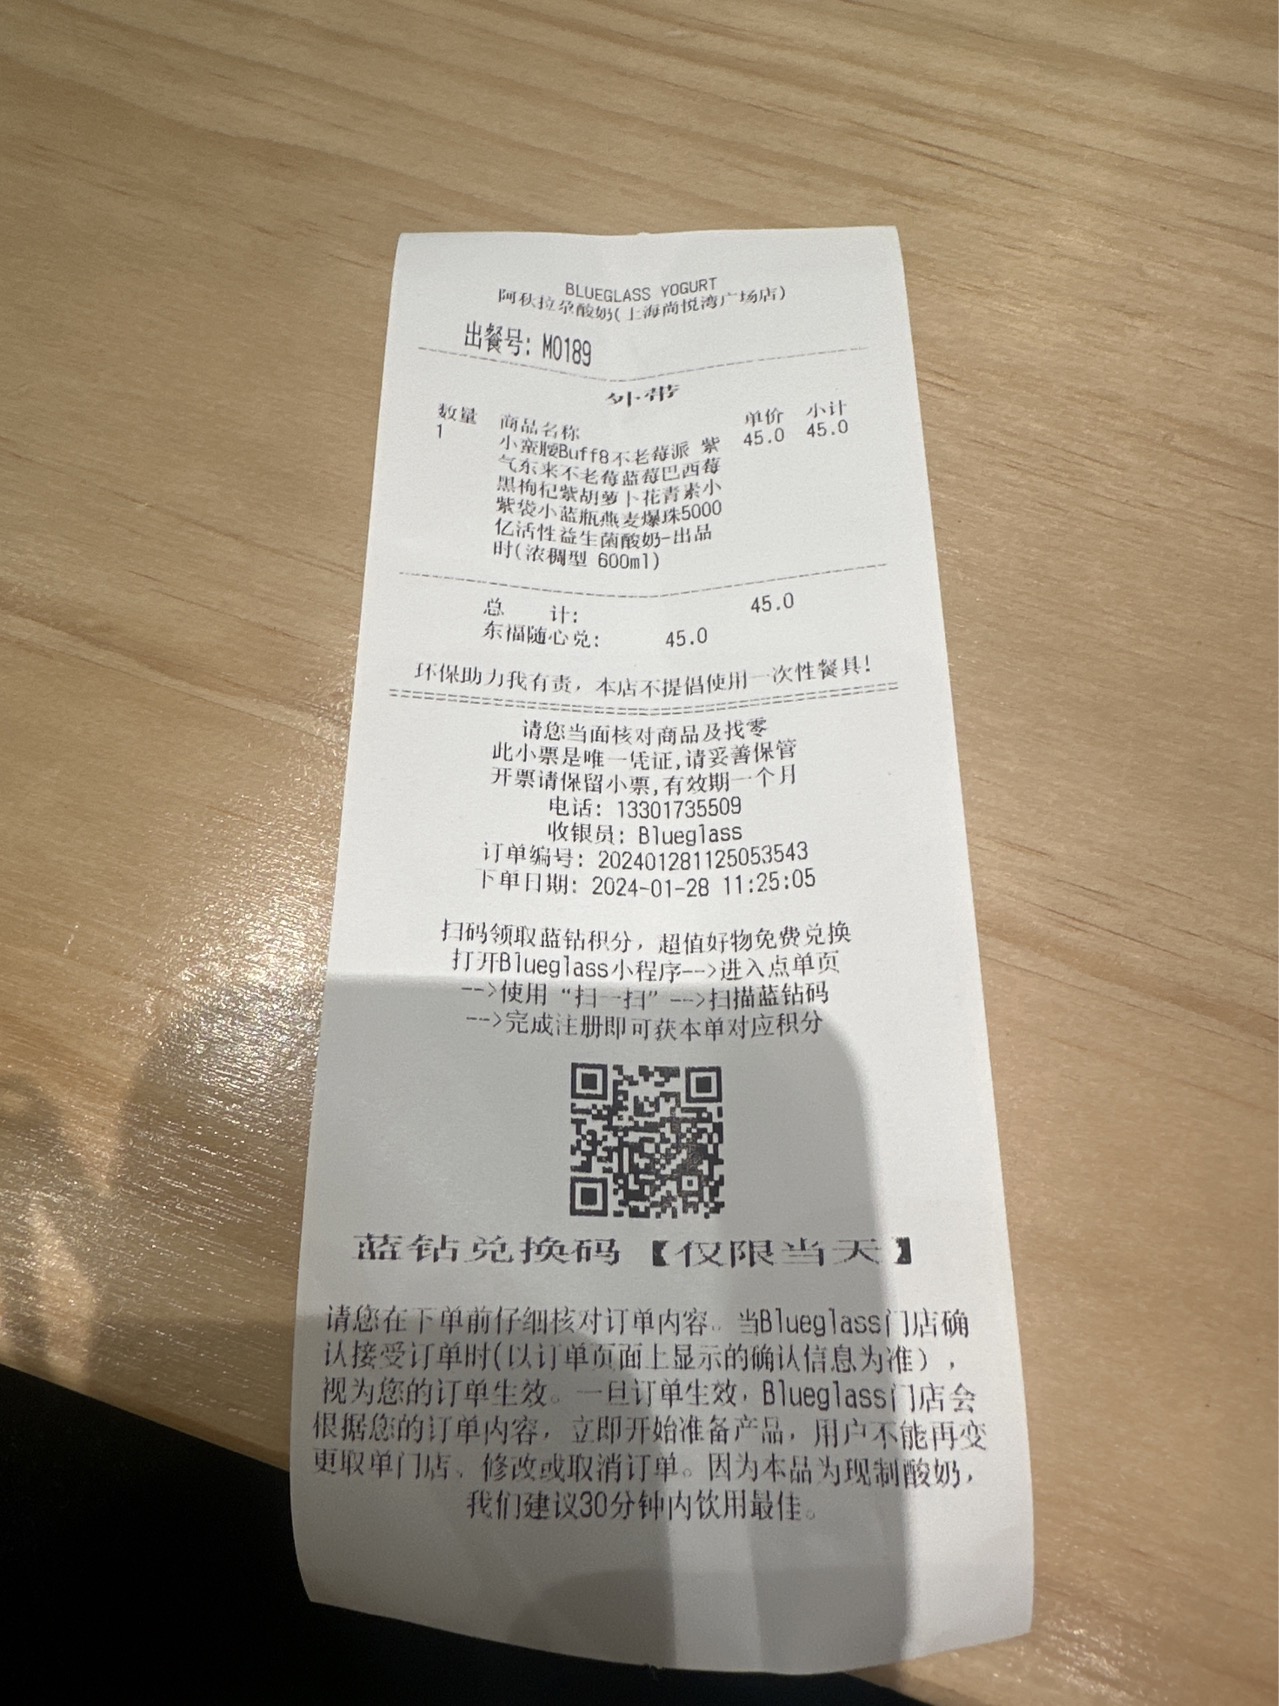 BLUEGLASS YOGURT
阿秋拉尕酸奶(上海尚悦湾广场店)
出餐号: M0189
外带
数量 商品名称 单价 小计
1 小蛮腰Buff8不老莓派 紫 45.0 45.0
气东来不老莓蓝莓巴西莓
黑枸杞紫胡萝卜花青素小
紫袋小蓝瓶燕麦爆珠5000
亿活性益生菌酸奶-出品
时(浓稠型 600ml)
总 计: 45.0
东福随心兑: 45.0
环保助力我有责, 本店不提倡使用一次性餐具!
请您当面核对商品及找零
此小票是唯一凭证,请妥善保管
开票请保留小票,有效期一个月
电话: 13301735509
收银员: Blueglass
订单编号: 202401281125053543
下单日期: 2024-01-28 11:25:05
扫码领取蓝钻积分, 超值好物免费兑换
打开Blueglass小程序-->进入点单页
-->使用“扫一扫”-->扫描蓝钻码
-->完成注册即可获本单对应积分
蓝钻兑换码【仅限当天】
请您在下单前仔细核对订单内容。当Blueglass门店确
认接受订单时(以订单页面上显示的确认信息为准),
视为您的订单生效。一旦订单生效, Blueglass门店会
根据您的订单内容, 立即开始准备产品, 用户不能再变
更取单门店、修改或取消订单。因为本品为现制酸奶,
我们建议30分钟内饮用最佳。